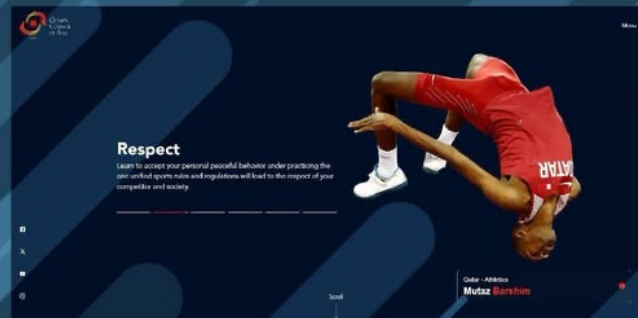 Olympic
Council
of Asia
Menu
Respect
Learn to accept your personal peaceful behavior under practicing the
one unified sports rules and regulations will lead to the respect of your
competitor and society.
QATAR
Scroll
Qatar - Athletics
Mutaz Barshim